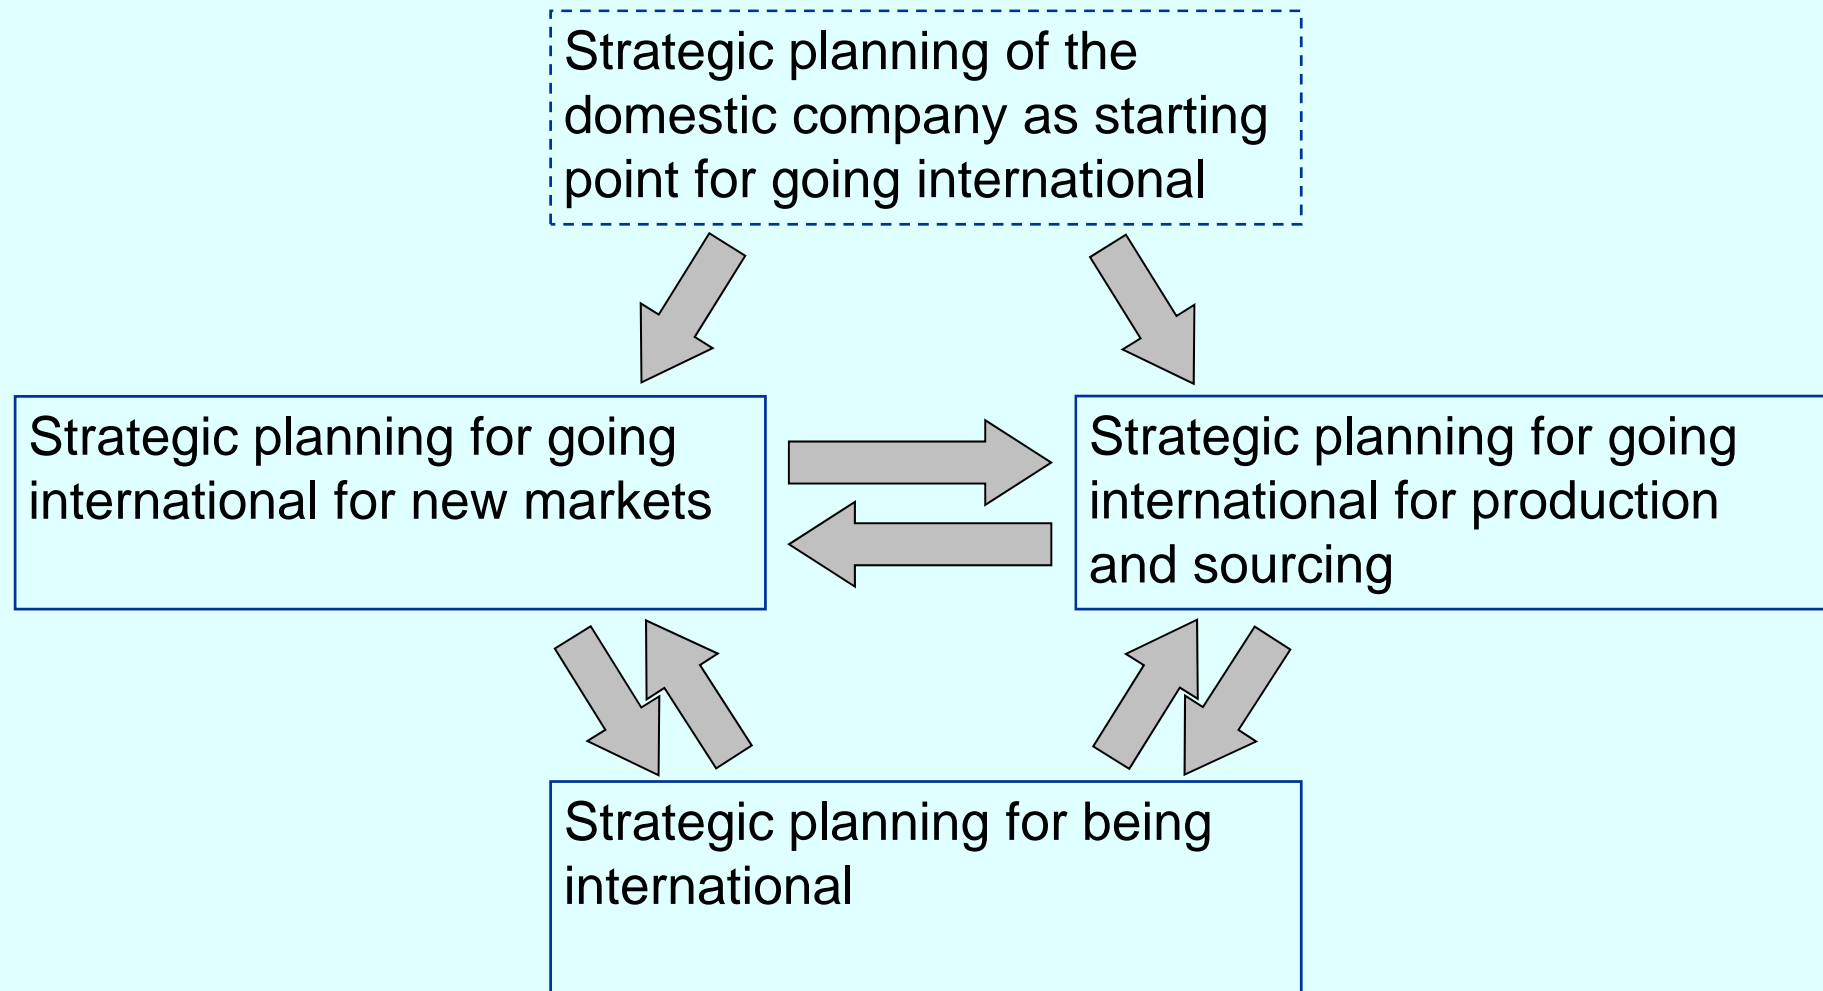 Strategic planning of the
domestic company as starting
point for going international
Strategic planning for going
international for new markets
Strategic planning for going
international for production
and sourcing
Strategic planning for being
international